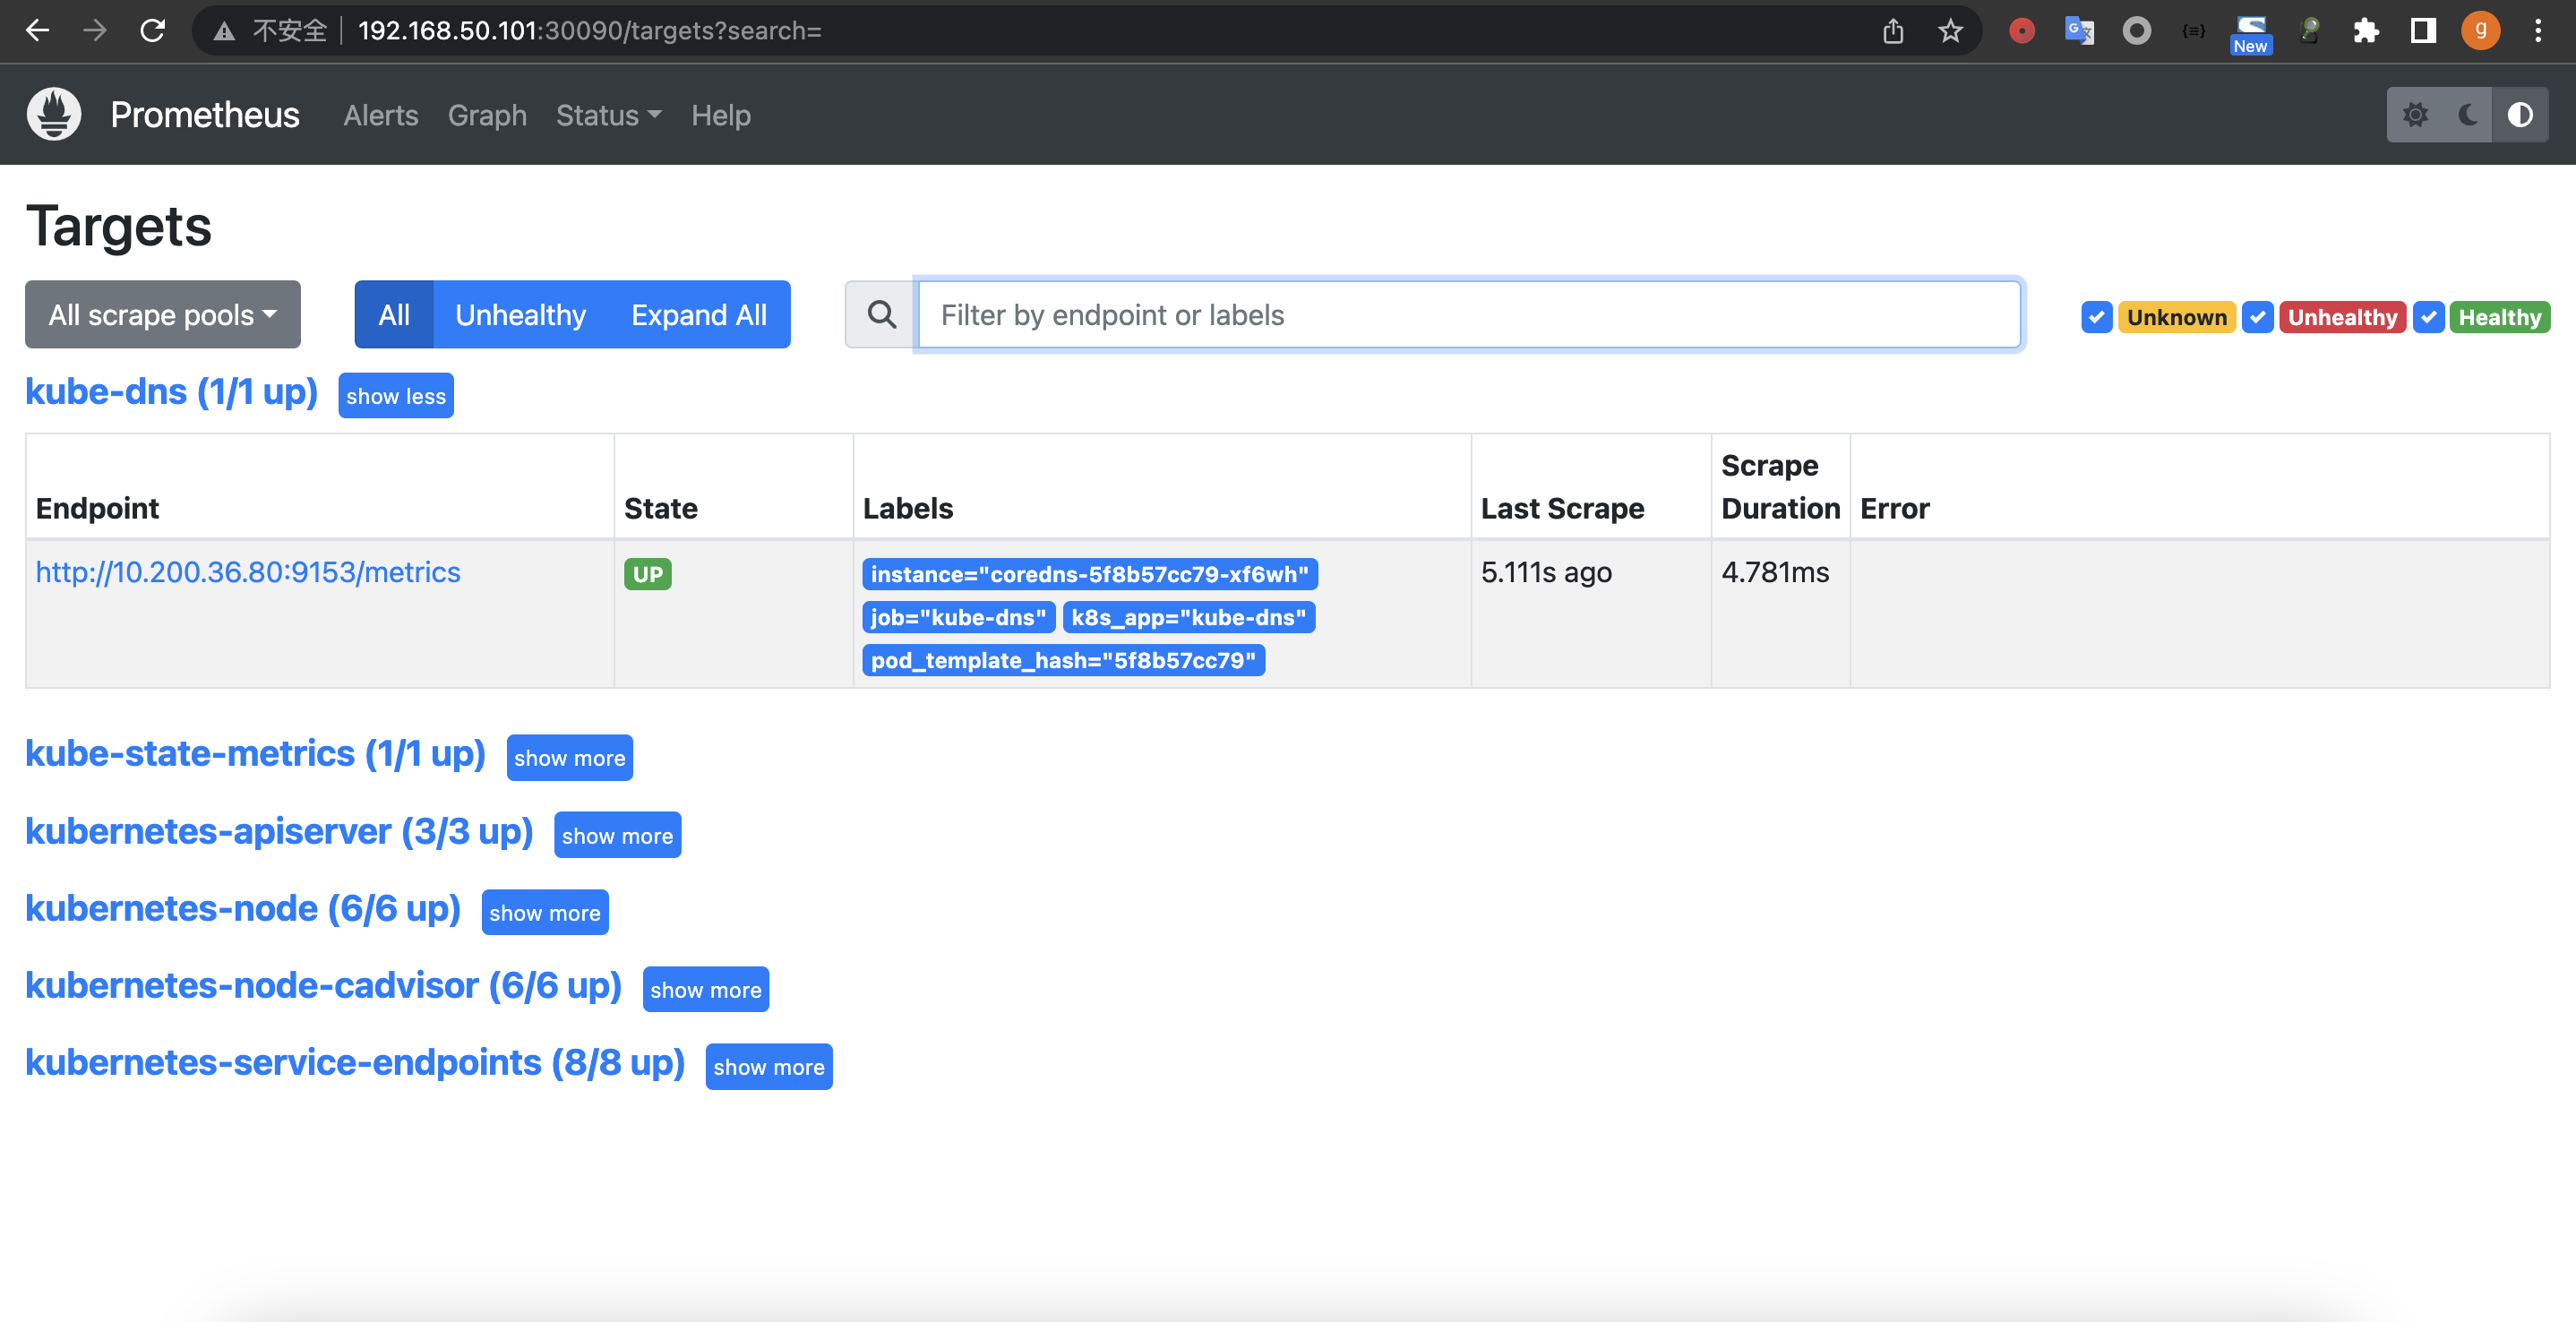 不安全 192.168.50.101:30090/targets?search=
New
g
Prometheus Alerts Graph Status Help
Targets
All scrape pools All Unhealthy Expand All Filter by endpoint or labels Unknown Unhealthy Healthy
kube-dns (1/1 up) show less
Endpoint State Labels Last Scrape Scrape Duration Error
http://10.200.36.80:9153/metrics UP instance="coredns-5f8b57cc79-xf6wh" 5.111s ago 4.781ms
job="kube-dns" k8s_app="kube-dns"
pod_template_hash="5f8b57cc79"
kube-state-metrics (1/1 up) show more
kubernetes-apiserver (3/3 up) show more
kubernetes-node (6/6 up) show more
kubernetes-node-cadvisor (6/6 up) show more
kubernetes-service-endpoints (8/8 up) show more